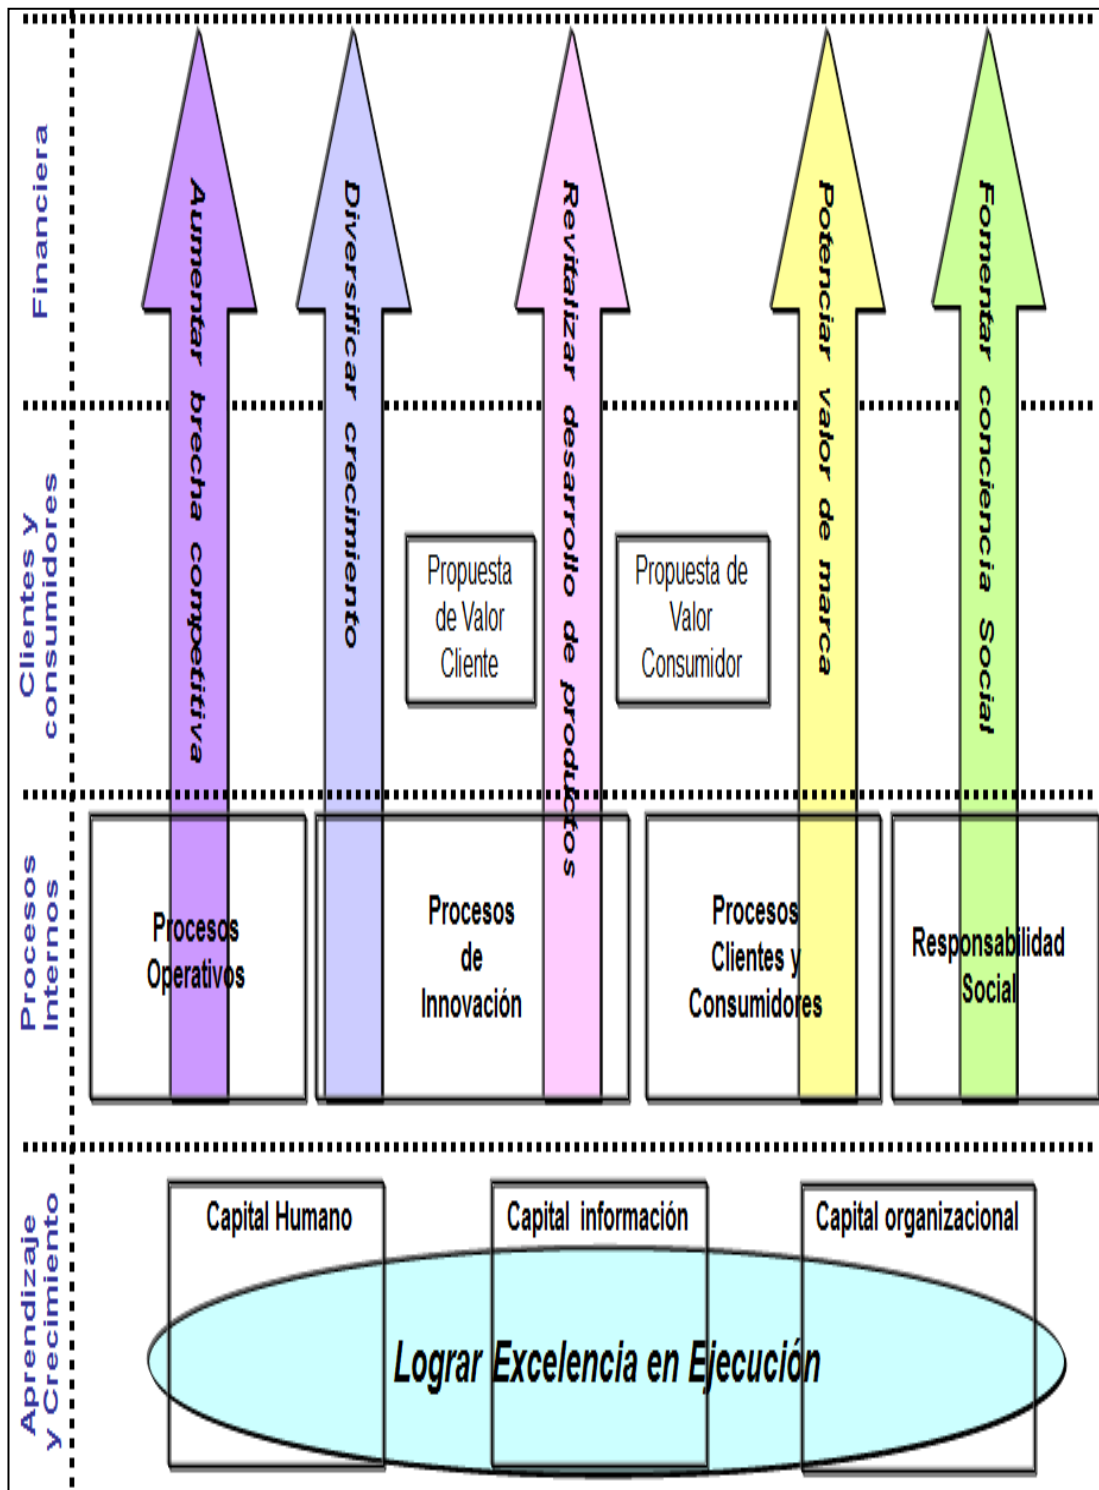 Financiera
Aumentar brecha competitiva
Diversificar crecimiento
Revitalizar desarrollo de productos
Potenciar valor de marca
Fomentar conciencia Social
Clientes y
consumidores
Propuesta
de Valor
Cliente
Propuesta de
Valor
Consumidor
Procesos
Internos
Procesos
Operativos
Procesos
de
Innovación
Procesos
Clientes y
Consumidores
Responsabilidad
Social
Aprendizaje
y Crecimiento
Capital Humano
Capital información
Capital organizacional
Lograr Excelencia en Ejecución